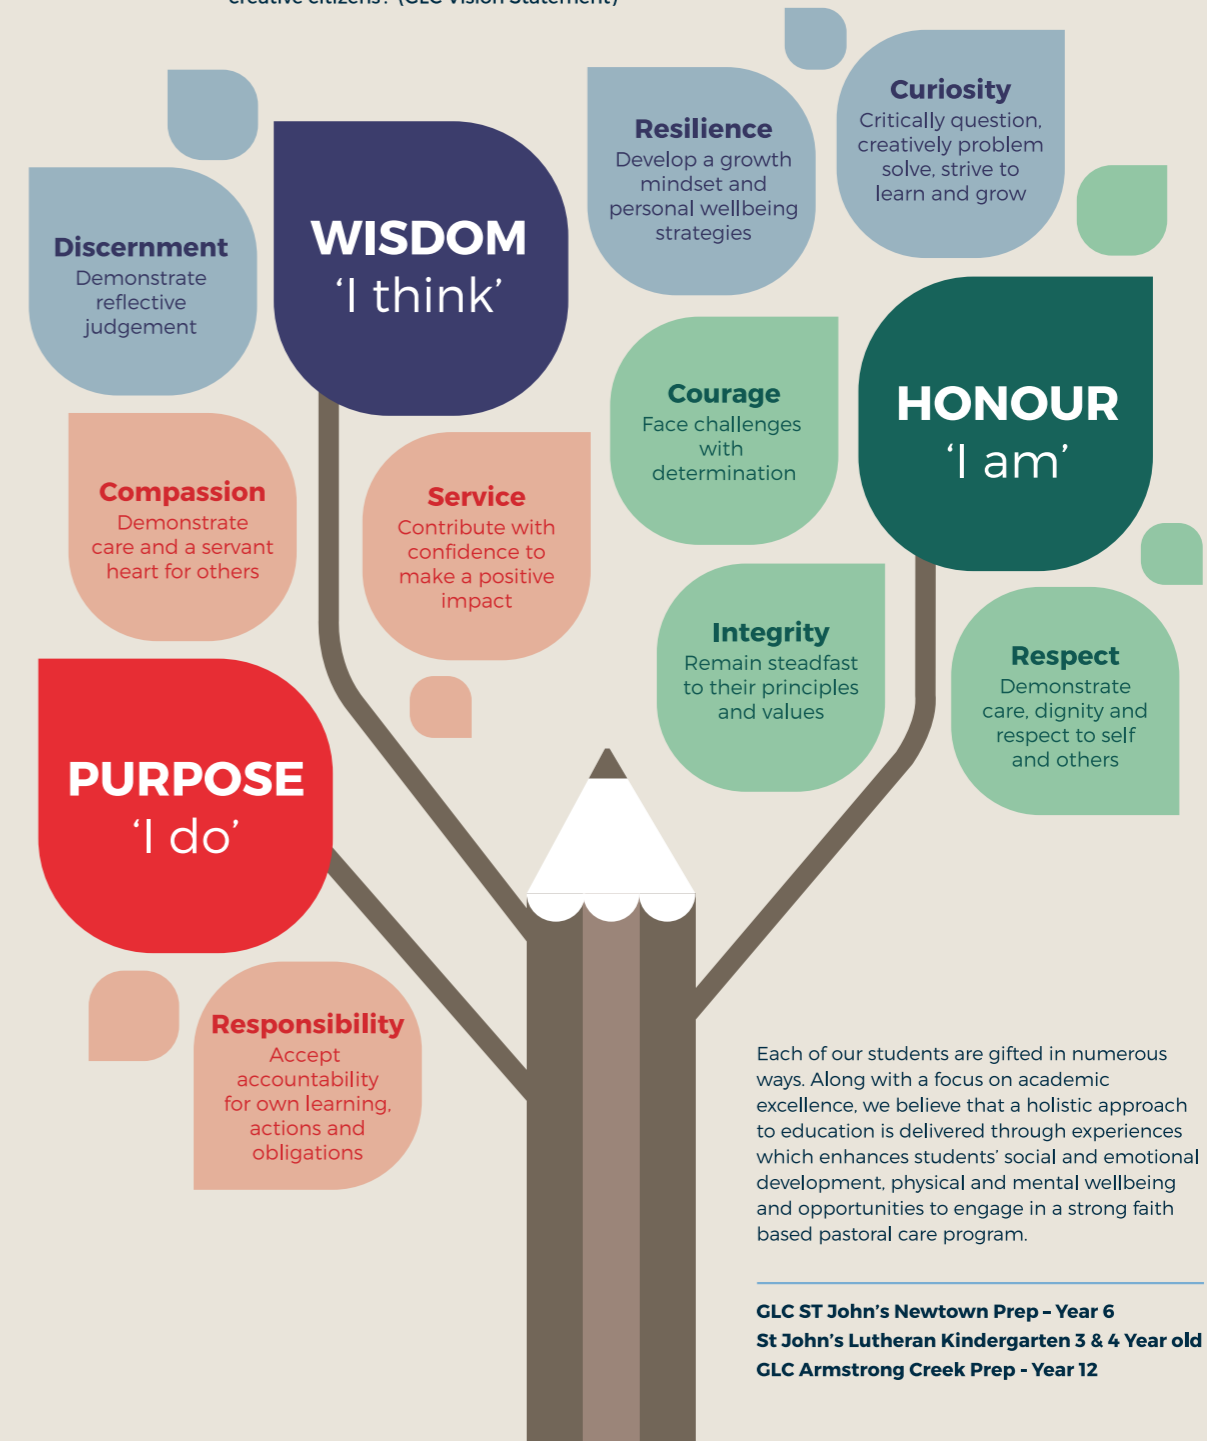 creative citizens'. (GLC Vision Statement)
Curiosity
Critically question,
creatively problem
solve, strive to
learn and grow
Resilience
Develop a growth
mindset and
personal wellbeing
strategies
WISDOM
‘I think’
Discernment
Demonstrate
reflective
judgement
HONOUR
‘I am’
Courage
Face challenges
with
determination
Compassion
Demonstrate
care and a servant
heart for others
Service
Contribute with
confidence to
make a positive
impact
Integrity
Remain steadfast
to their principles
and values
Respect
Demonstrate
care, dignity and
respect to self
and others
PURPOSE
‘I do’
Responsibility
Accept
accountability
for own learning,
actions and
obligations
Each of our students are gifted in numerous
ways. Along with a focus on academic
excellence, we believe that a holistic approach
to education is delivered through experiences
which enhances students’ social and emotional
development, physical and mental wellbeing
and opportunities to engage in a strong faith
based pastoral care program.
GLC ST John’s Newtown Prep – Year 6
St John’s Lutheran Kindergarten 3 & 4 Year old
GLC Armstrong Creek Prep - Year 12